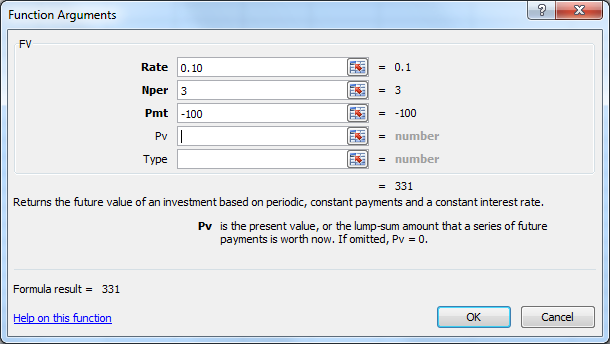 Function Arguments
FV
Rate 0.10 = 0.1
Nper 3 = 3
Pmt -100 = -100
Pv = number
Type = number
= 331
Returns the future value of an investment based on periodic, constant payments and a constant interest rate.
Pv is the present value, or the lump-sum amount that a series of future
payments is worth now. If omitted, Pv = 0.
Formula result = 331
Help on this function OK Cancel